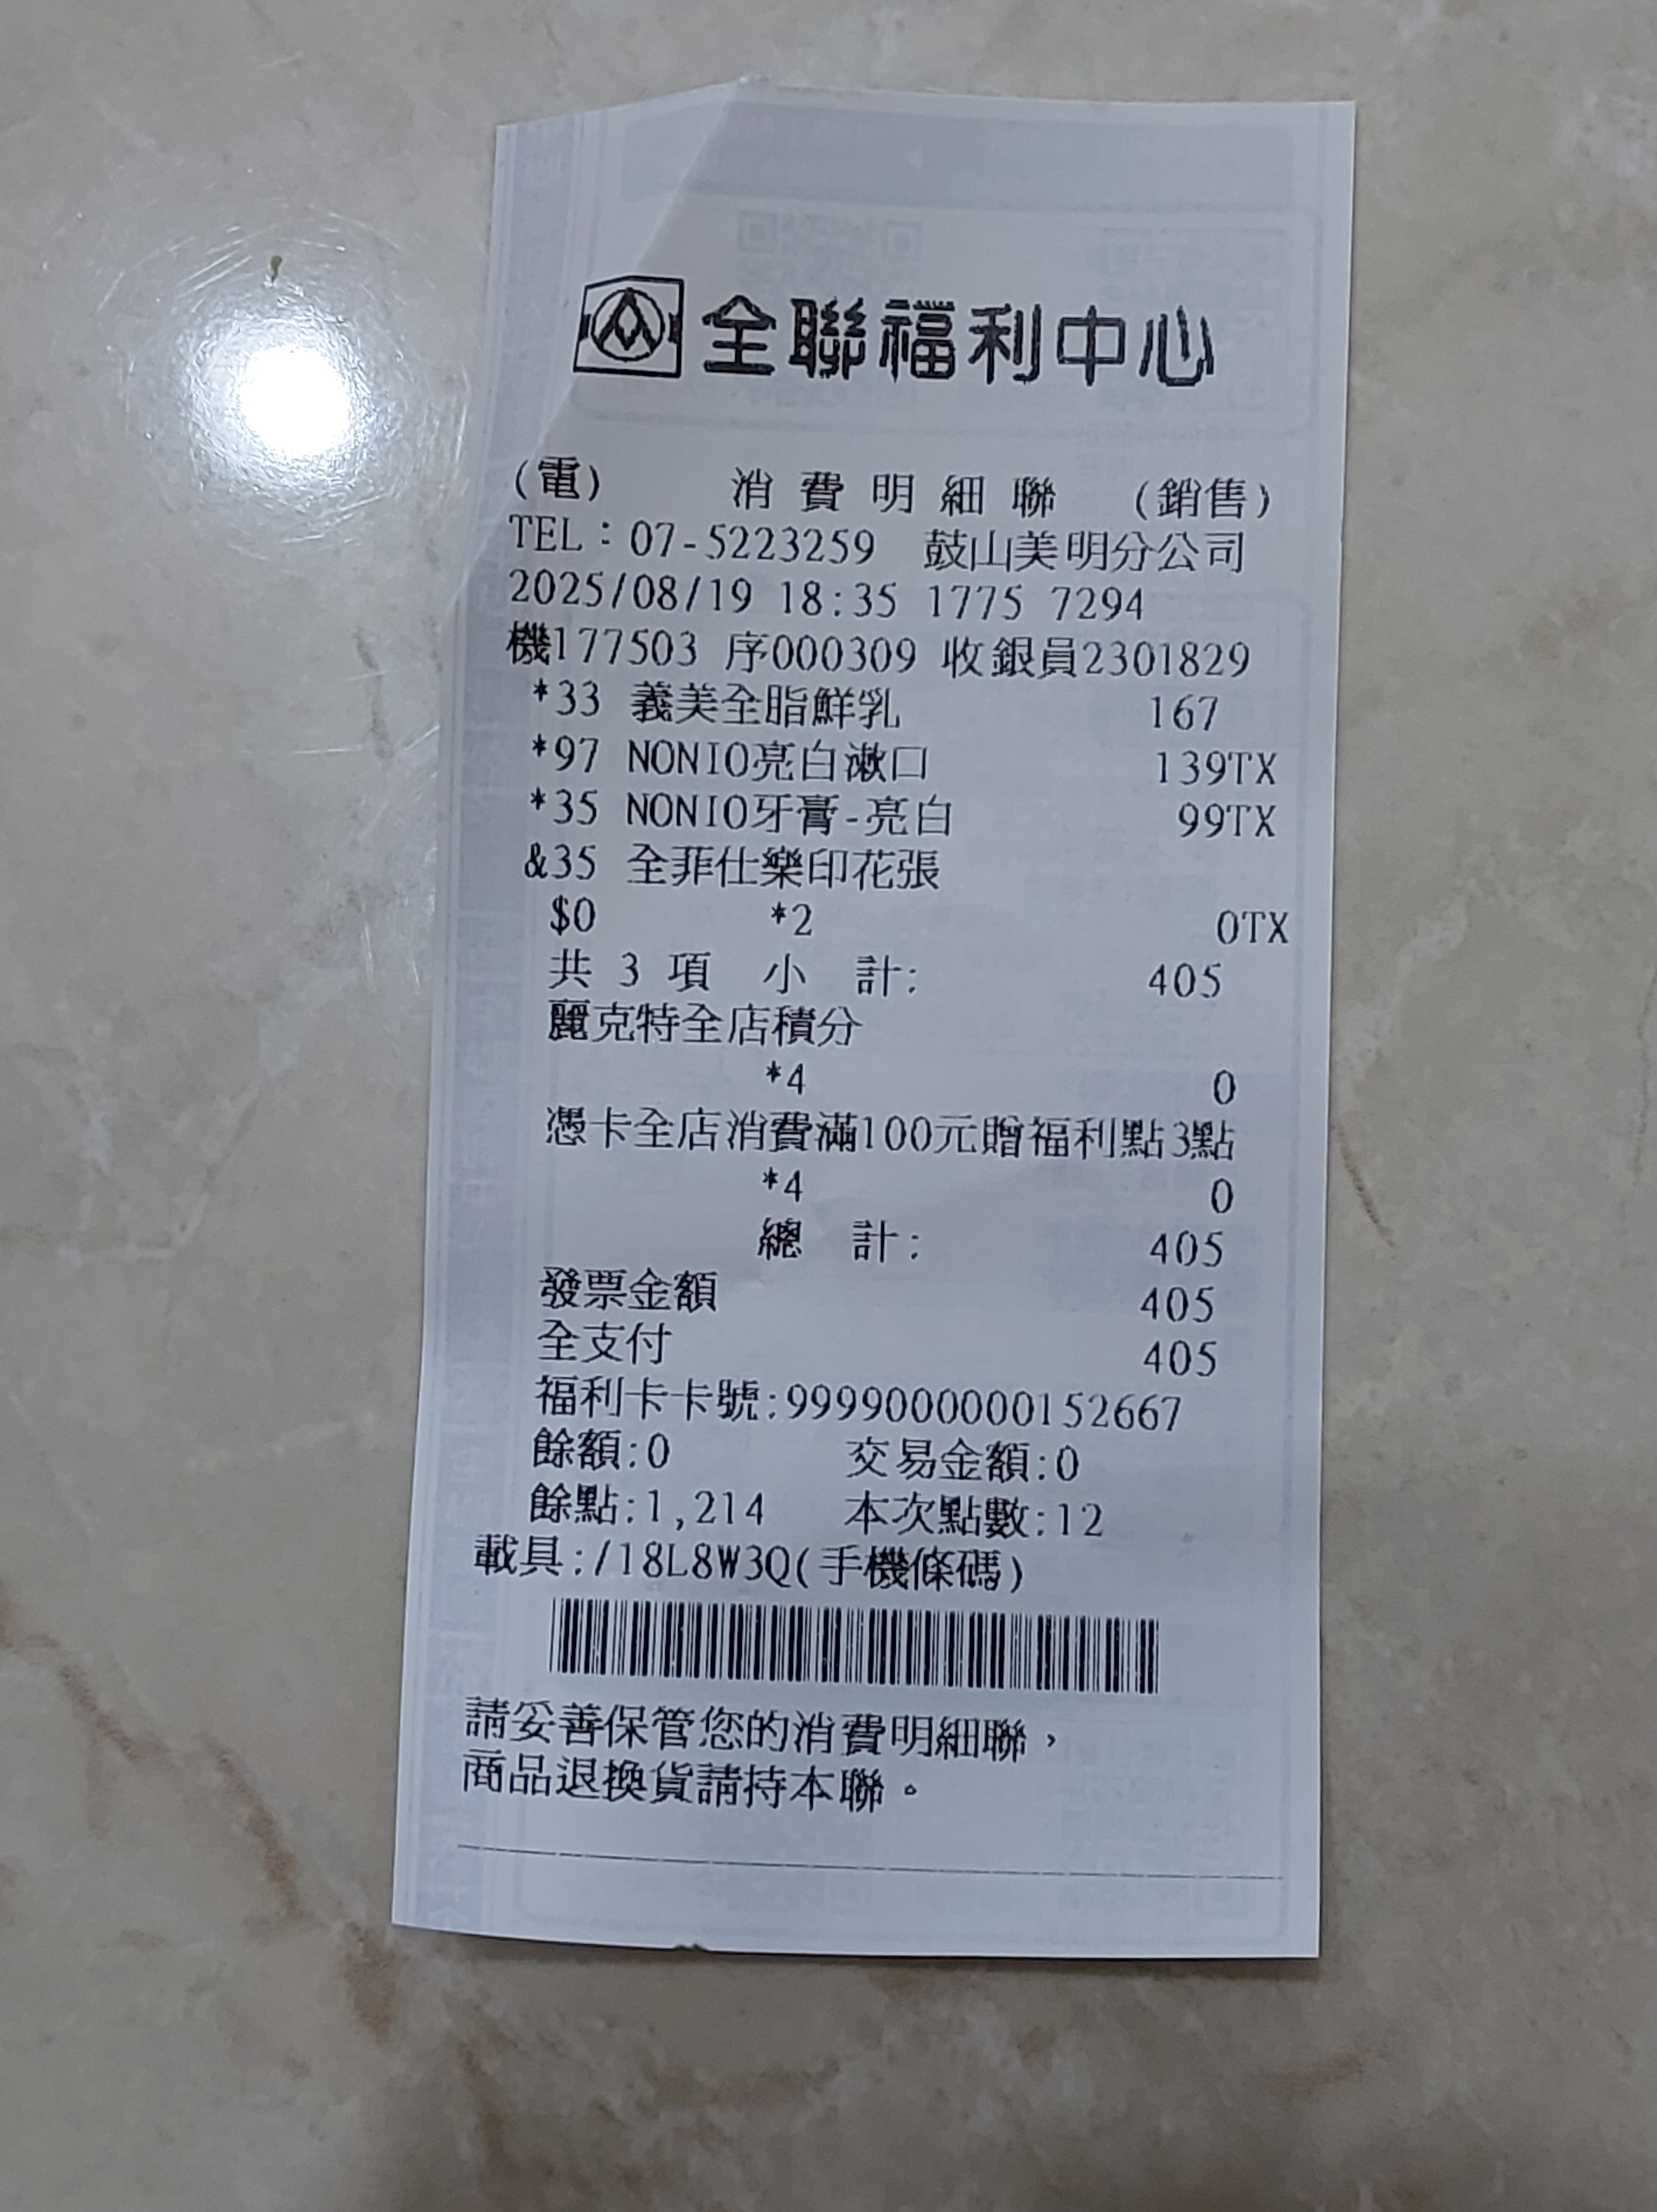 全聯福利中心
(電) 消費明細聯 (銷售)
TEL:07-5223259 鼓山美明分公司
2025/08/19 18:35 1775 7294
機177503 序000309 收銀員2301829
*33 義美全脂鮮乳 167
*97 NONIO亮白漱口 139TX
*35 NONIO牙膏-亮白 99TX
&35 全菲仕樂印花張
$0 *2 0TX
共 3 項 小 計: 405
麗克特全店積分
*4 0
憑卡全店消費滿100元贈福利點3點
*4 0
總 計: 405
發票金額 405
全支付 405
福利卡卡號:9999000000152667
餘額:0 交易金額:0
餘點:1,214 本次點數:12
載具:/18L8W3Q(手機條碼)
請妥善保管您的消費明細聯,
商品退換貨請持本聯。